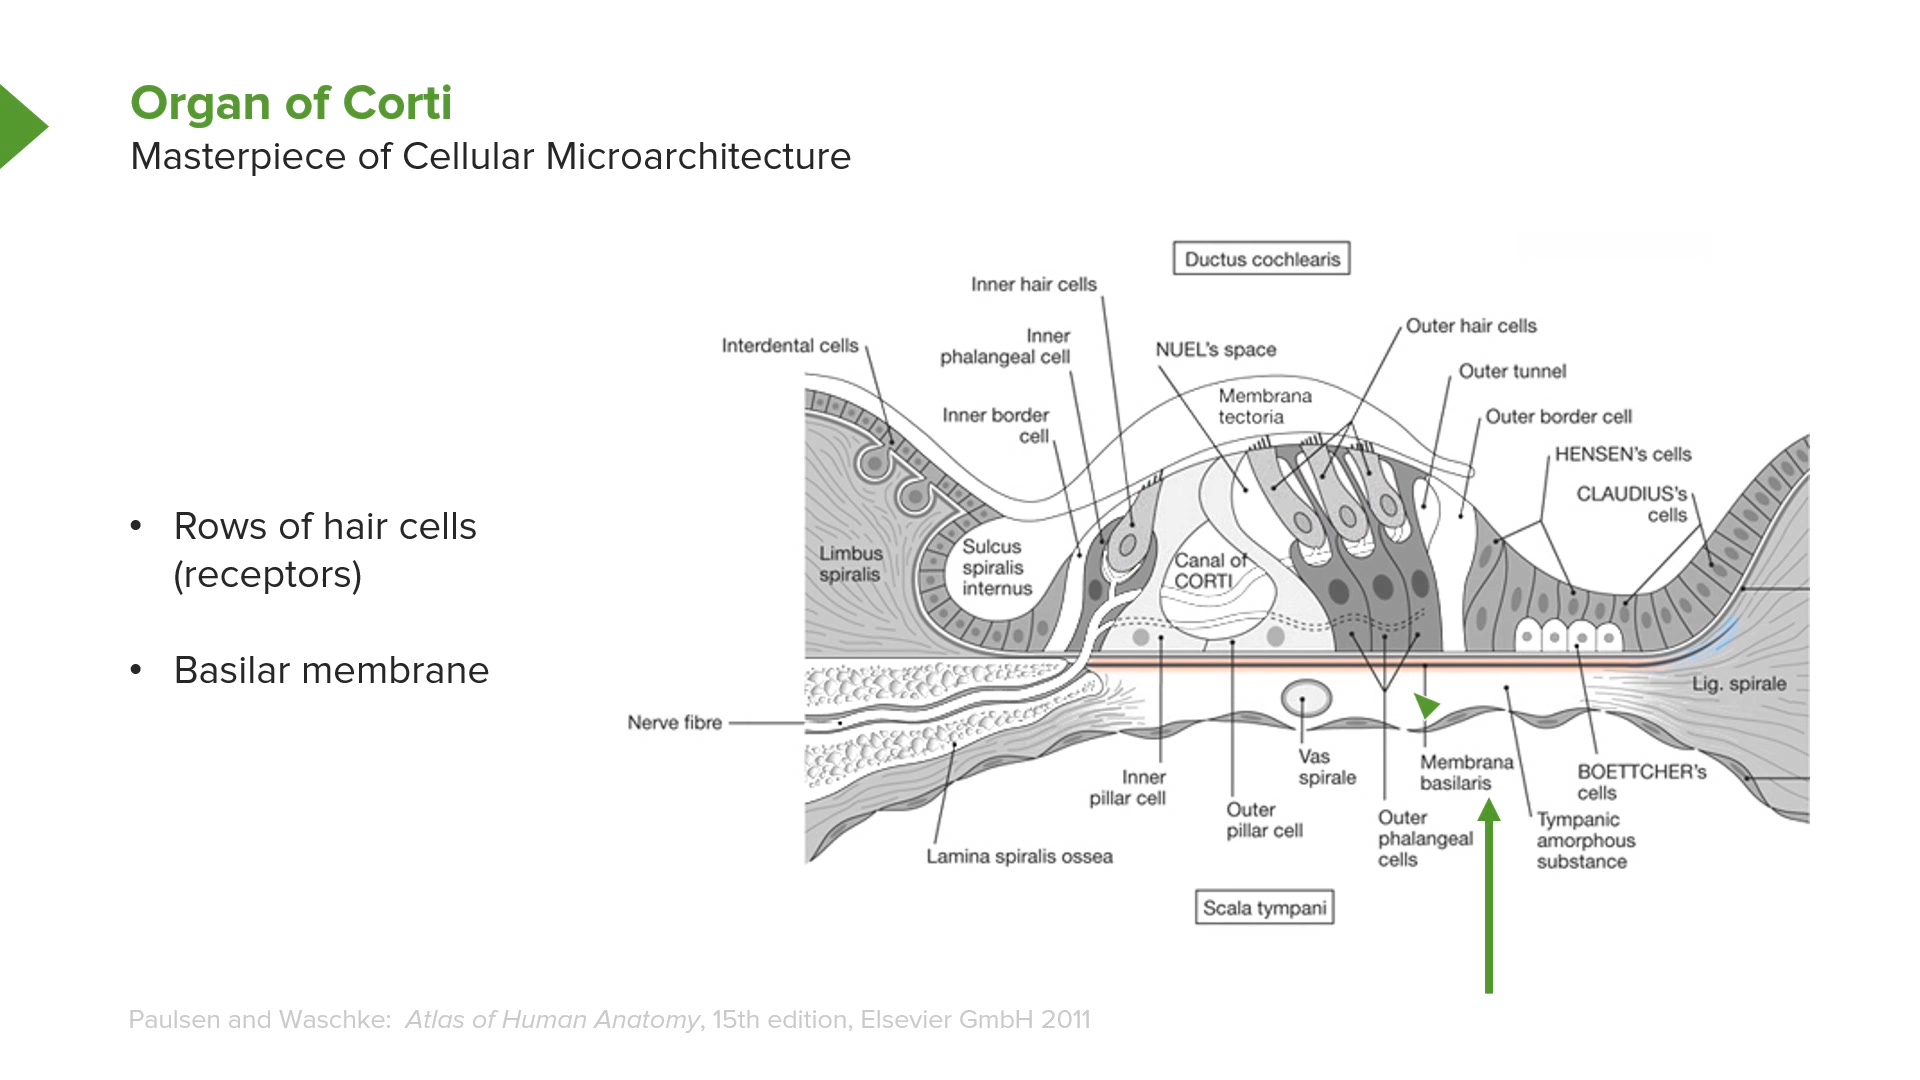 Organ of Corti
Masterpiece of Cellular Microarchitecture
• Rows of hair cells
(receptors)
• Basilar membrane
Ductus cochlearis
Inner hair cells
Inner
phalangeal cell
Interdental cells
Inner border
cell
NUEL's space
Membrana
tectoria
Outer hair cells
Outer tunnel
Outer border cell
HENSEN's cells
CLAUDIUS's
cells
Limbus
spiralis
Sulcus
spiralis
internus
Canal of
CORTI
Lig. spirale
Nerve fibre
Inner
pillar cell
Outer
pillar cell
Vas
spirale
Membrana
basilaris
Outer
phalangeal
cells
BOETTCHER's
cells
Tympanic
amorphous
substance
Lamina spiralis ossea
Scala tympani
Paulsen and Waschke: Atlas of Human Anatomy, 15th edition, Elsevier GmbH 2011